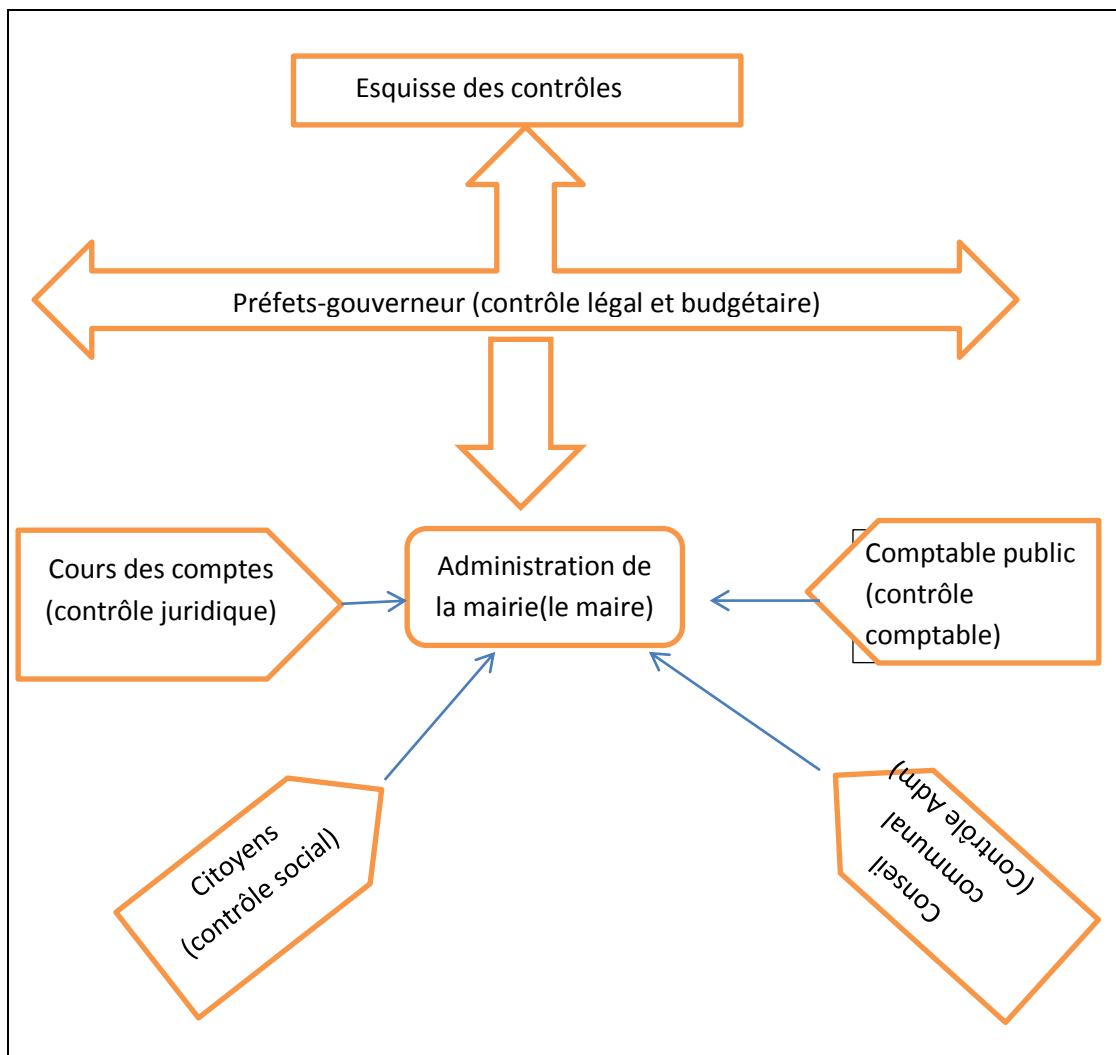 Esquisse des contrôles
Préfets-gouverneur (contrôle légal et budgétaire)
Cours des comptes
(contrôle juridique)
Administration de
la mairie(le maire)
Comptable public
(contrôle
comptable)
Citoyens
(contrôle social)
Conseil
communal
(Contrôle Adm)